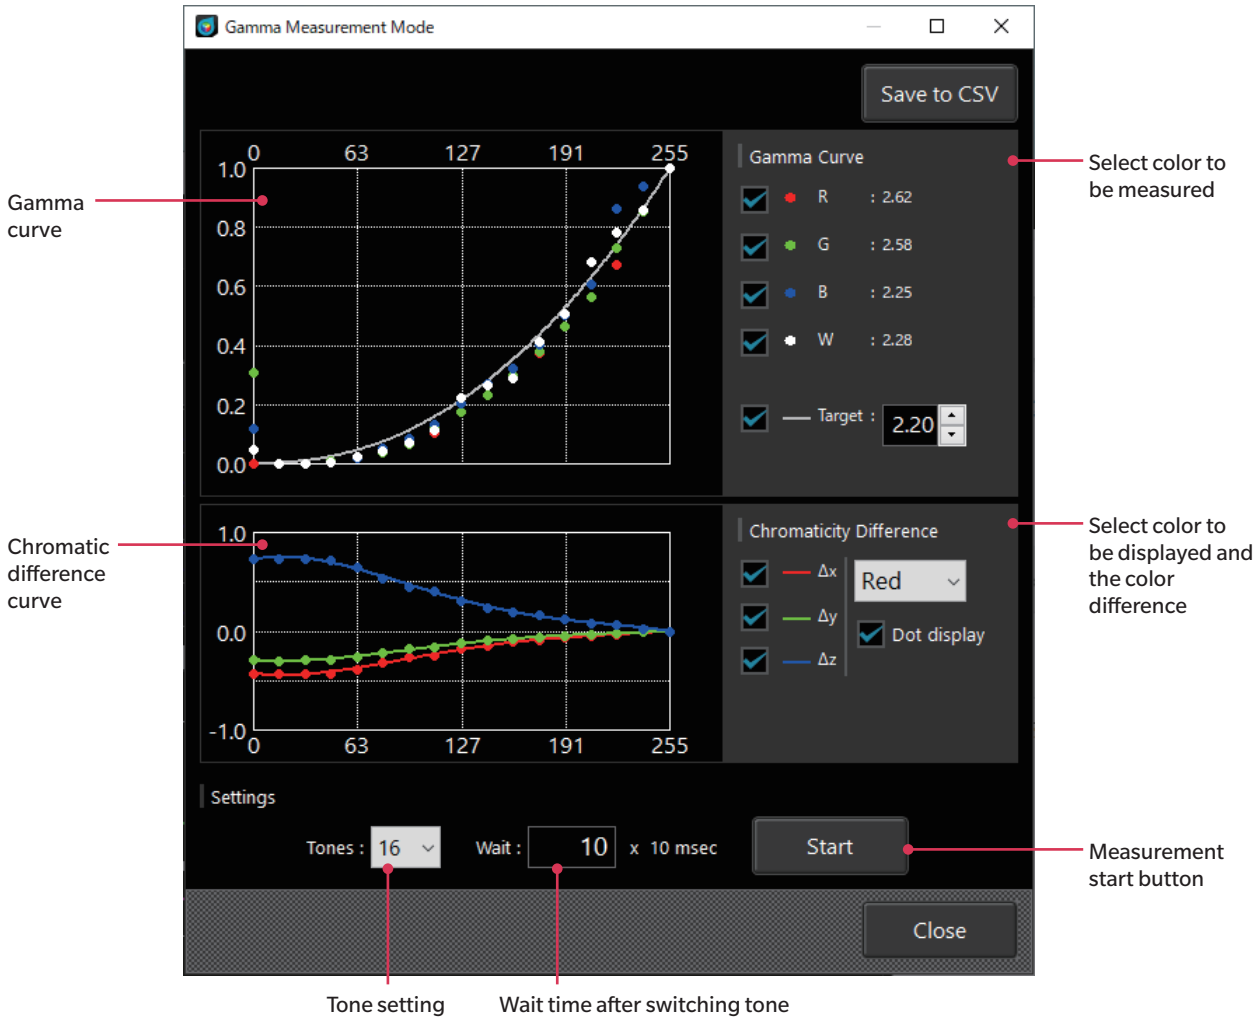 Gamma Measurement Mode
Save to CSV
0 63 127 191 255
1.0
0.8
0.6
0.4
0.2
0.0
Gamma
curve
Gamma Curve
R : 2.62
G : 2.58
B : 2.25
W : 2.28
Target : 2.20
Select color to
be measured
1.0
0.0
-1.0
0 63 127 191 255
Chromatic
difference
curve
Chromaticity Difference
Δx
Δy
Δz
Red
Dot display
Select color to
be displayed and
the color
difference
Settings
Tones : 16 Wait : 10 x 10 msec
Start
Measurement
start button
Close
Tone setting
Wait time after switching tone